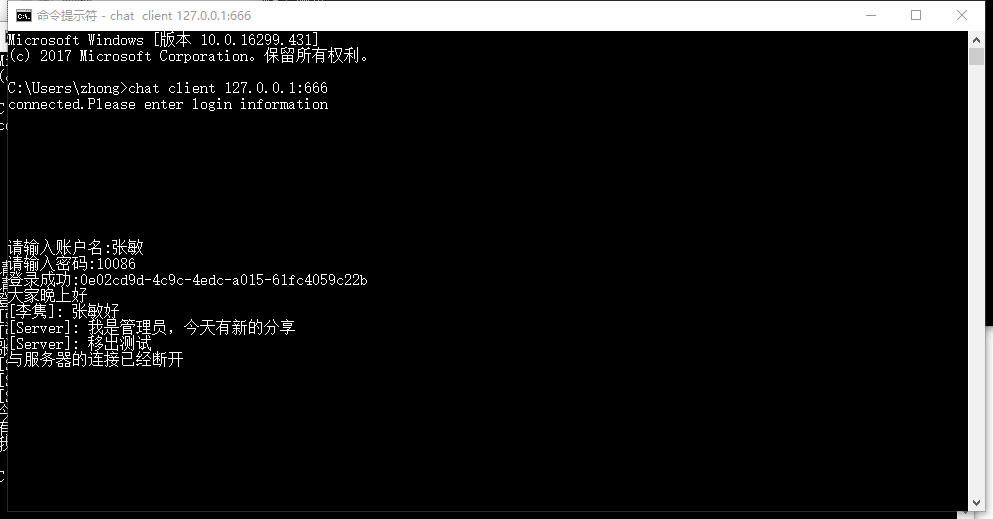 命令提示符 - chat client 127.0.0.1:666
Microsoft Windows [版本 10.0.16299.431]
(c) 2017 Microsoft Corporation。保留所有权利。
C:\Users\zhong>chat client 127.0.0.1:666
connected.Please enter login information
请输入账户名:张敏
请输入密码:10086
登录成功:0e02cd9d-4c9c-4edc-a015-61fc4059c22b
大家晚上好
[李隽]: 张敏好
[Server]: 我是管理员，今天有新的分享
[Server]: 移出测试
与服务器的连接已经断开